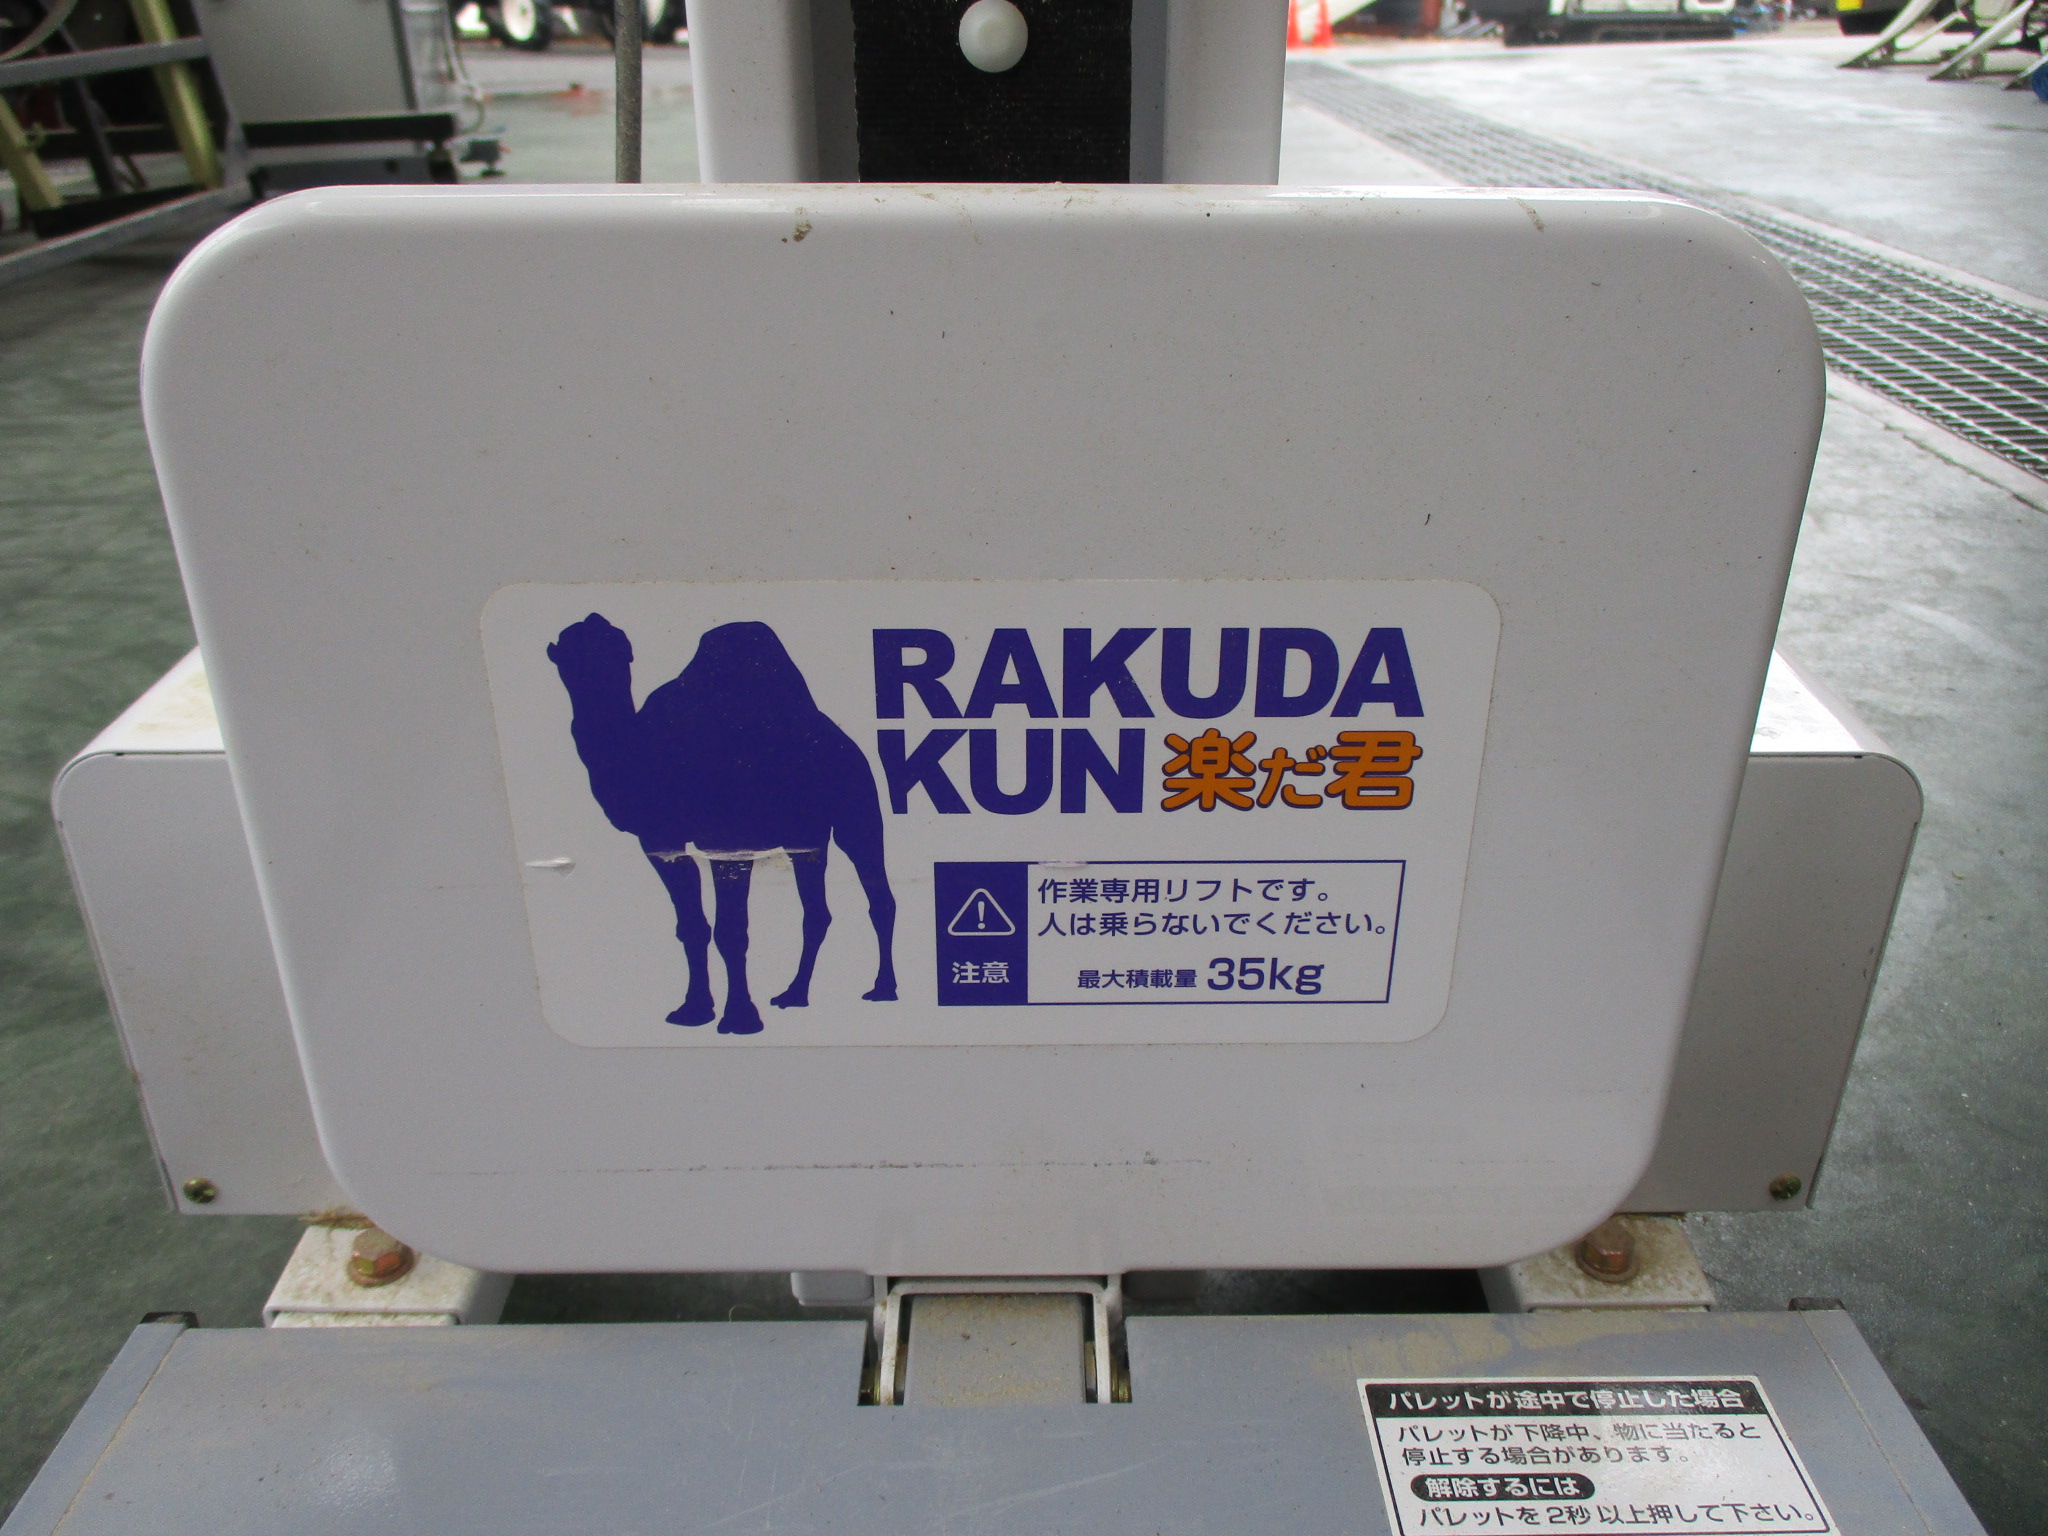 RAKUDA
KUN 楽だ君
作業専用リフトです。
人は乗らないでください。
注意
最大積載量 35kg
パレットが途中で停止した場合
パレットが下降中、物に当たると
停止する場合があります。
解除するには
パレットを2秒以上押して下さい。